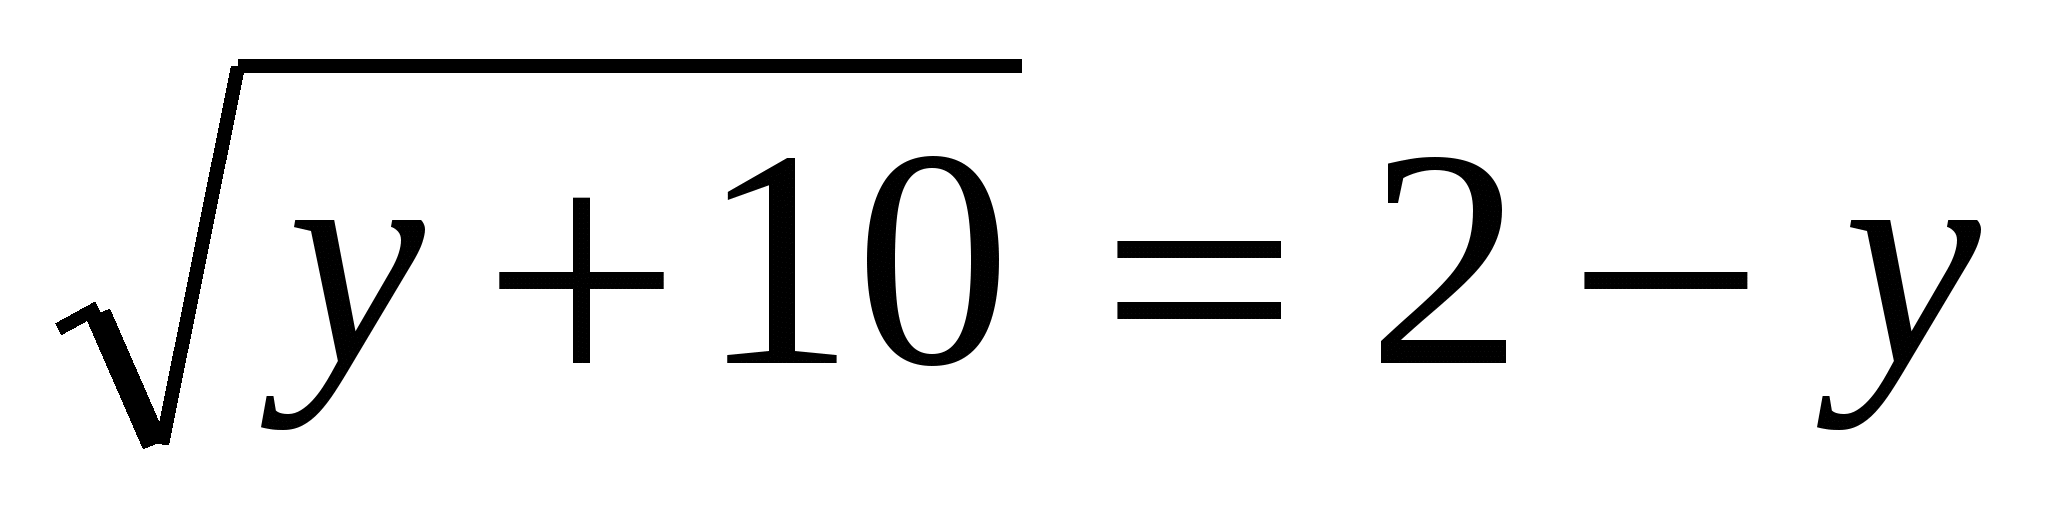 √(y+10) = 2 − y